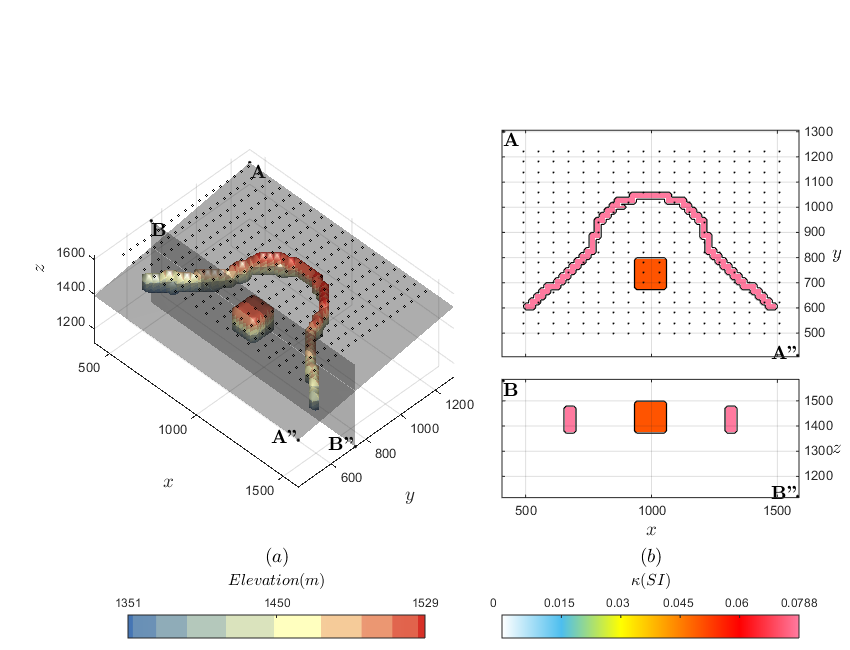 A
B
1600
1400
1200
z
500
1000
1500
x
A"
B"
600
800
1000
1200
y
(a)
A
1300
1200
1100
1000
900
800
700
600
500
y
A"
B
1500
1400
1300
1200
z
B"
500
1000
1500
x
(b)
Elevation(m)
1351 1450 1529
κ(SI)
0 0.015 0.03 0.045 0.06 0.0788